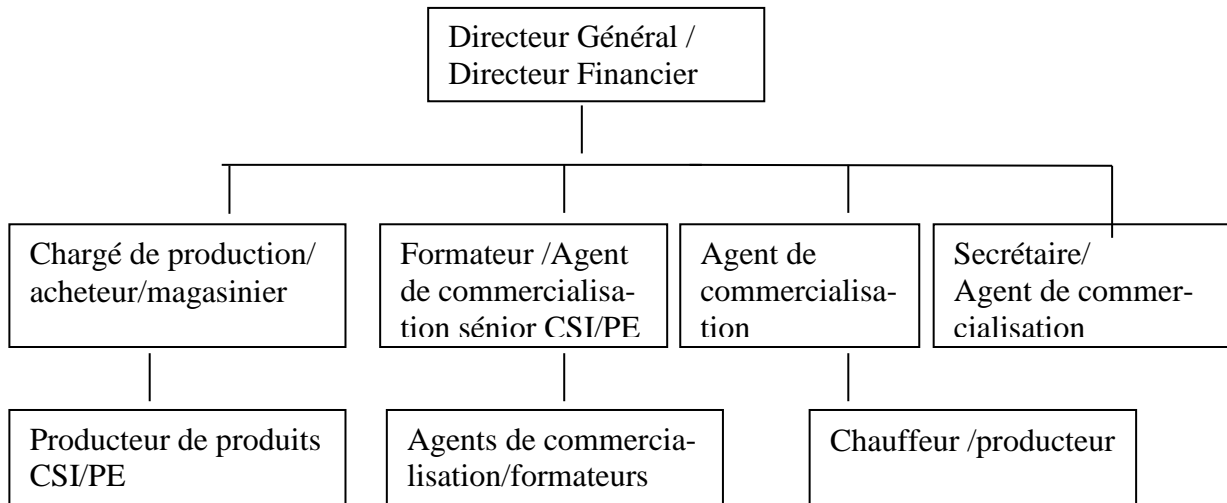 Directeur Général /
Directeur Financier
Chargé de production/
acheteur/magasinier
Formateur /Agent
de commercialisa-
tion sénior CSI/PE
Agent de
commercialisa-
tion
Secrétaire/
Agent de commer-
cialisation
Producteur de produits
CSI/PE
Agents de commercia-
lisation/formateurs
Chauffeur /producteur